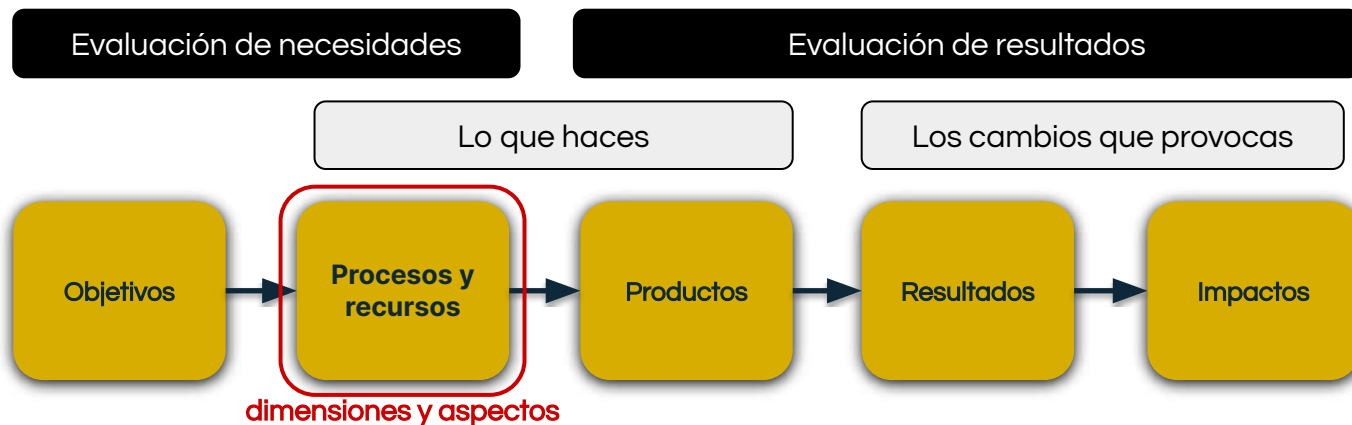 Evaluación de necesidades
Evaluación de resultados
Lo que haces
Los cambios que provocas
Objetivos
Procesos y
recursos
Productos
Resultados
Impactos
dimensiones y aspectos